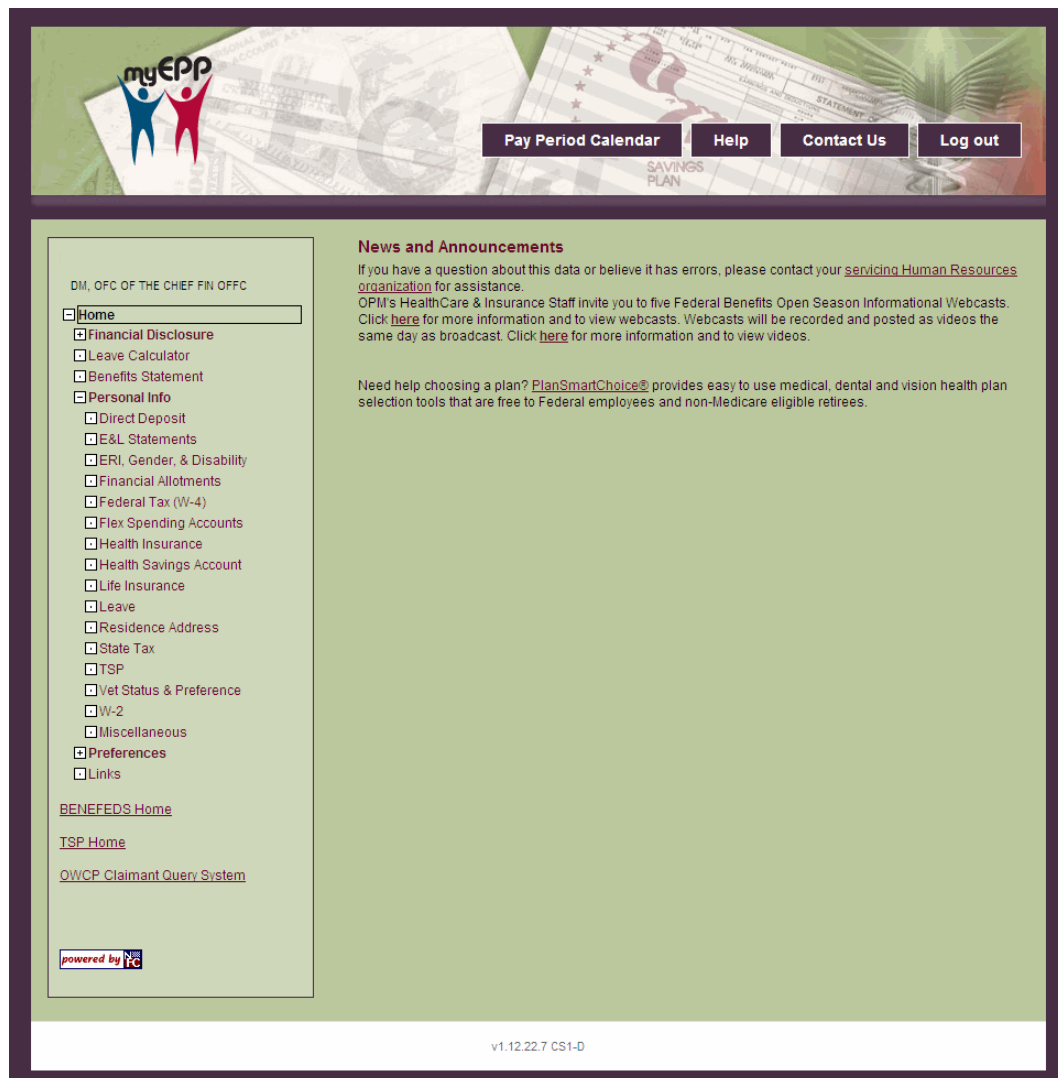 myEPP
PERSONAL
ACCOUNT AS OF
STATEMENT OF
Pay Period Calendar
Help
Contact Us
Log out
SAVINGS
PLAN
DM, OFC OF THE CHIEF FIN OFFC
Home
Financial Disclosure
Leave Calculator
Benefits Statement
Personal Info
Direct Deposit
E&L Statements
ERI, Gender, & Disability
Financial Allotments
Federal Tax (W-4)
Flex Spending Accounts
Health Insurance
Health Savings Account
Life Insurance
Leave
Residence Address
State Tax
TSP
Vet Status & Preference
W-2
Miscellaneous
Preferences
Links
BENEFEDS Home
TSP Home
OWCP Claimant Query System
powered by NFC
News and Announcements
If you have a question about this data or believe it has errors, please contact your servicing Human Resources
organization for assistance.
OPM's HealthCare & Insurance Staff invite you to five Federal Benefits Open Season Informational Webcasts.
Click here for more information and to view webcasts. Webcasts will be recorded and posted as videos the
same day as broadcast. Click here for more information and to view videos.
Need help choosing a plan? PlanSmartChoice® provides easy to use medical, dental and vision health plan
selection tools that are free to Federal employees and non-Medicare eligible retirees.
v1.12.22.7 CS1-D